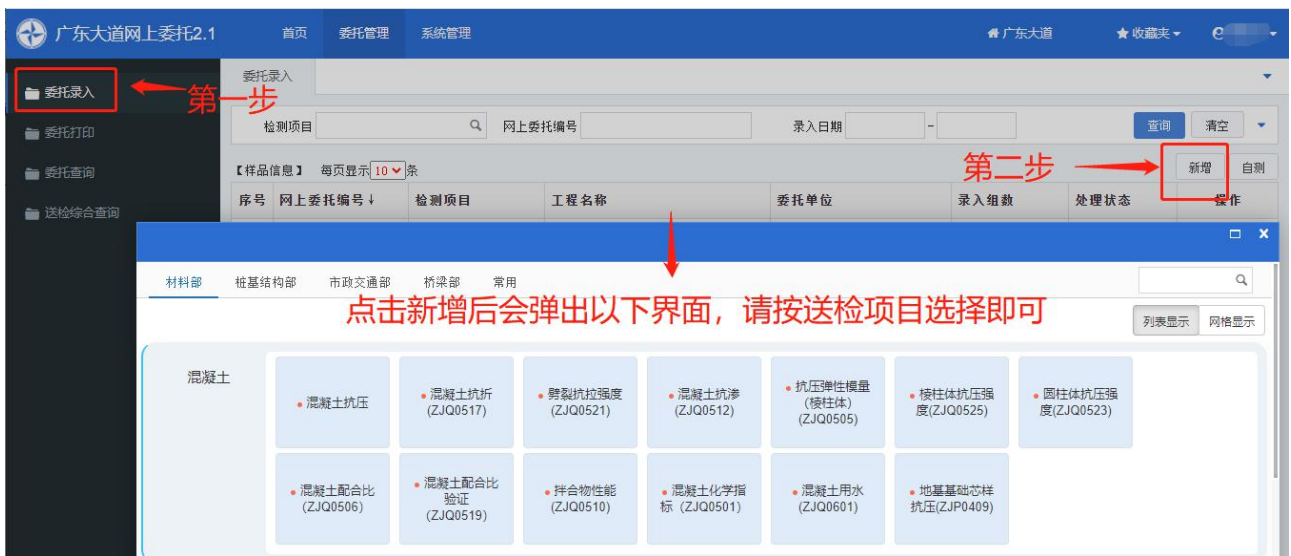 广东大道网上委托2.1 首页 委托管理 系统管理 广东大道 收藏夹
委托录入 委托录入
第一步
委托打印 检测项目 网上委托编号 录入日期 - 查询 清空
委托查询 【样品信息】 每页显示 10 条 第二步 新增 自测
序号 网上委托编号↓ 检测项目 工程名称 委托单位 录入组数 处理状态 操作
送检综合查询
材料部 桩基结构部 市政交通部 桥梁部 常用
点击新增后会弹出以下界面，请按送检项目选择即可
列表显示 网格显示
混凝土
混凝土抗压
混凝土抗折
(ZJQ0517)
劈裂抗拉强度
(ZJQ0521)
混凝土抗渗
(ZJQ0512)
抗压弹性模量
(棱柱体)
(ZJQ0505)
棱柱体抗压强
度(ZJQ0525)
圆柱体抗压强
度(ZJQ0523)
混凝土配合比
(ZJQ0506)
混凝土配合比
验证
(ZJQ0519)
拌合物性能
(ZJQ0510)
混凝土化学指
标 (ZJQ0501)
混凝土用水
(ZJQ0601)
地基基础芯样
抗压(ZJP0409)